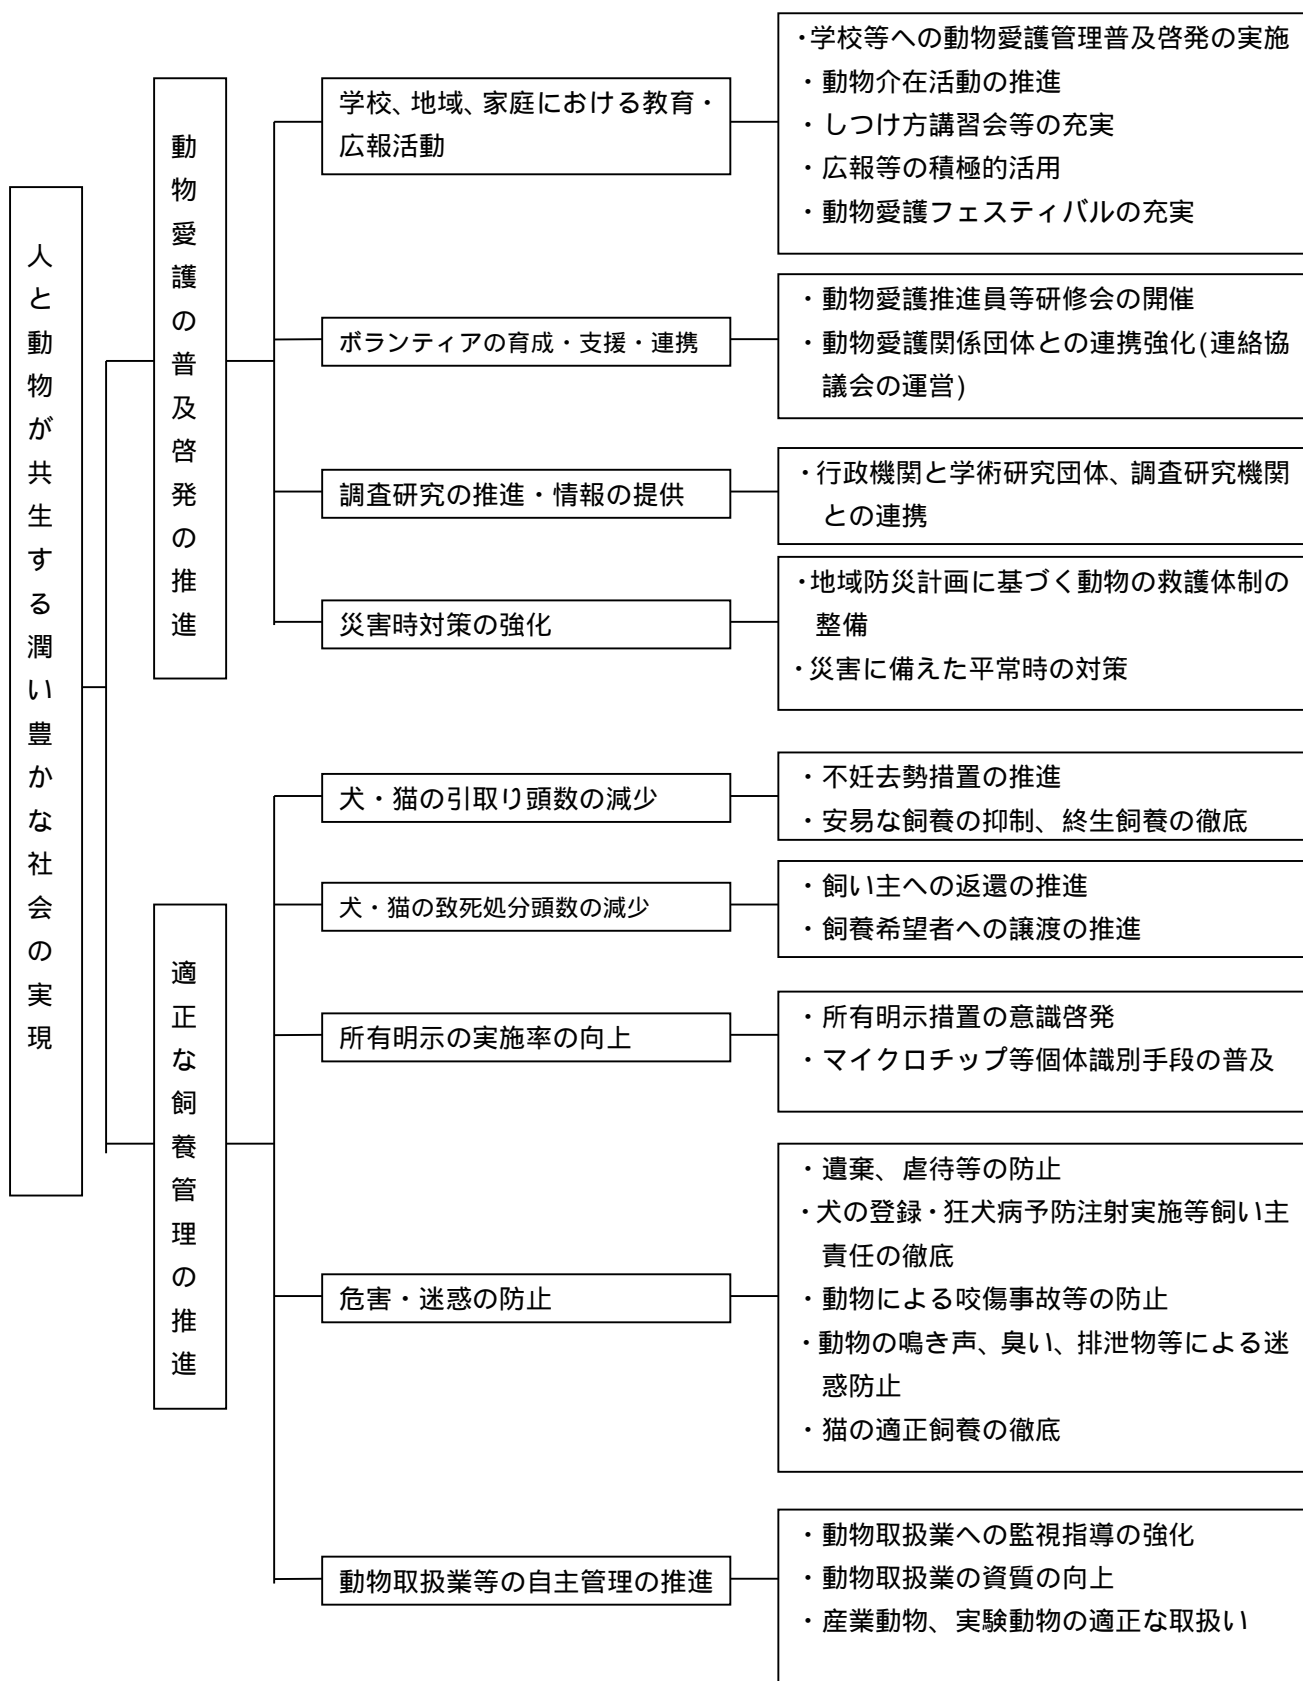 人と動物が共生する潤い豊かな社会の実現
動物愛護の普及啓発の推進
学校、地域、家庭における教育・
広報活動
・学校等への動物愛護管理普及啓発の実施
・動物介在活動の推進
・しつけ方講習会等の充実
・広報等の積極的活用
・動物愛護フェスティバルの充実
ボランティアの育成・支援・連携
・動物愛護推進員等研修会の開催
・動物愛護関係団体との連携強化(連絡協
議会の運営)
調査研究の推進・情報の提供
・行政機関と学術研究団体、調査研究機関
との連携
災害時対策の強化
・地域防災計画に基づく動物の救護体制の
整備
・災害に備えた平常時の対策
適正な飼養管理の推進
犬・猫の引取り頭数の減少
・不妊去勢措置の推進
・安易な飼養の抑制、終生飼養の徹底
犬・猫の致死処分頭数の減少
・飼い主への返還の推進
・飼養希望者への譲渡の推進
所有明示の実施率の向上
・所有明示措置の意識啓発
・マイクロチップ等個体識別手段の普及
危害・迷惑の防止
・遺棄、虐待等の防止
・犬の登録・狂犬病予防注射実施等飼い主
責任の徹底
・動物による咬傷事故等の防止
・動物の鳴き声、臭い、排泄物等による迷
惑防止
・猫の適正飼養の徹底
動物取扱業等の自主管理の推進
・動物取扱業への監視指導の強化
・動物取扱業の資質の向上
・産業動物、実験動物の適正な取扱い